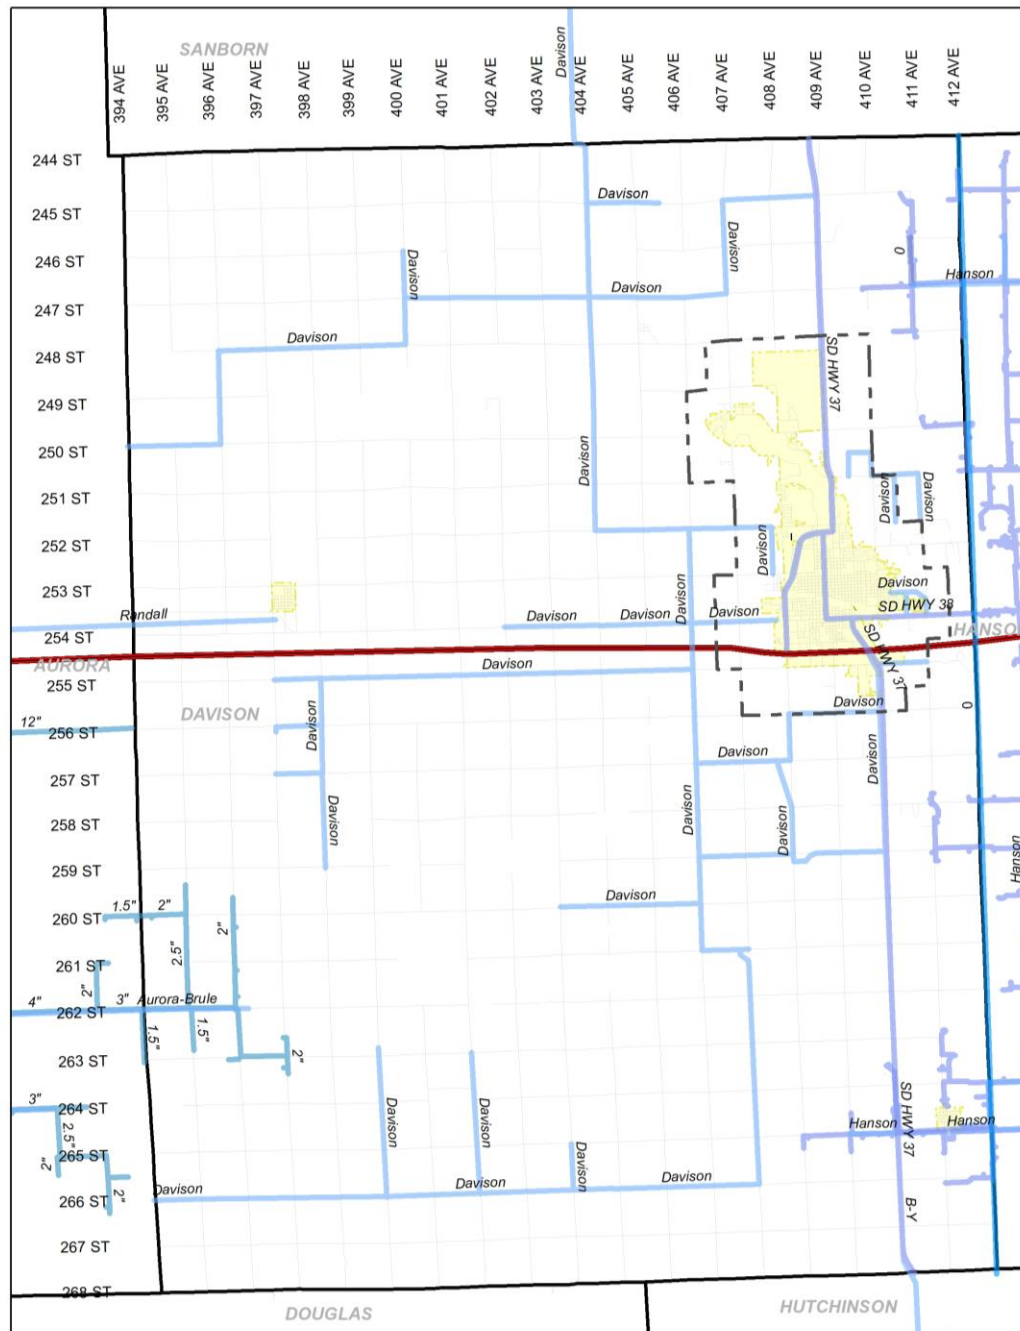 SANBORN
Davison
394 AVE
395 AVE
396 AVE
397 AVE
398 AVE
399 AVE
400 AVE
401 AVE
402 AVE
403 AVE
404 AVE
405 AVE
406 AVE
407 AVE
408 AVE
409 AVE
410 AVE
411 AVE
412 AVE
244 ST
245 ST
Davison
246 ST
Davison
Davison
0
Hanson
247 ST
Davison
248 ST
Davison
SD HWY 37
249 ST
250 ST
Davison
251 ST
Davison
Davison
252 ST
Davison
253 ST
Davison
Davison
Randall
Davison
Davison
Davison
SD HWY 38
254 ST
HANSO
AURORA
Davison
SD HWY 37
255 ST
DAVISON
Davison
Davison
0
12"
256 ST
Davison
Davison
257 ST
Davison
Davison
258 ST
Davison
Hanson
259 ST
1.5"
2"
Davison
260 ST
2"
2.5"
261 ST
2"
4"
3"
Aurora-Brule
262 ST
1.5"
1.5"
263 ST
2"
3"
264 ST
Davison
Davison
SD HWY 37
Hanson
Hanson
2.5"
265 ST
2"
Davison
Davison
Davison
Davison
266 ST
2"
B-Y
267 ST
268 ST
DOUGLAS
HUTCHINSON